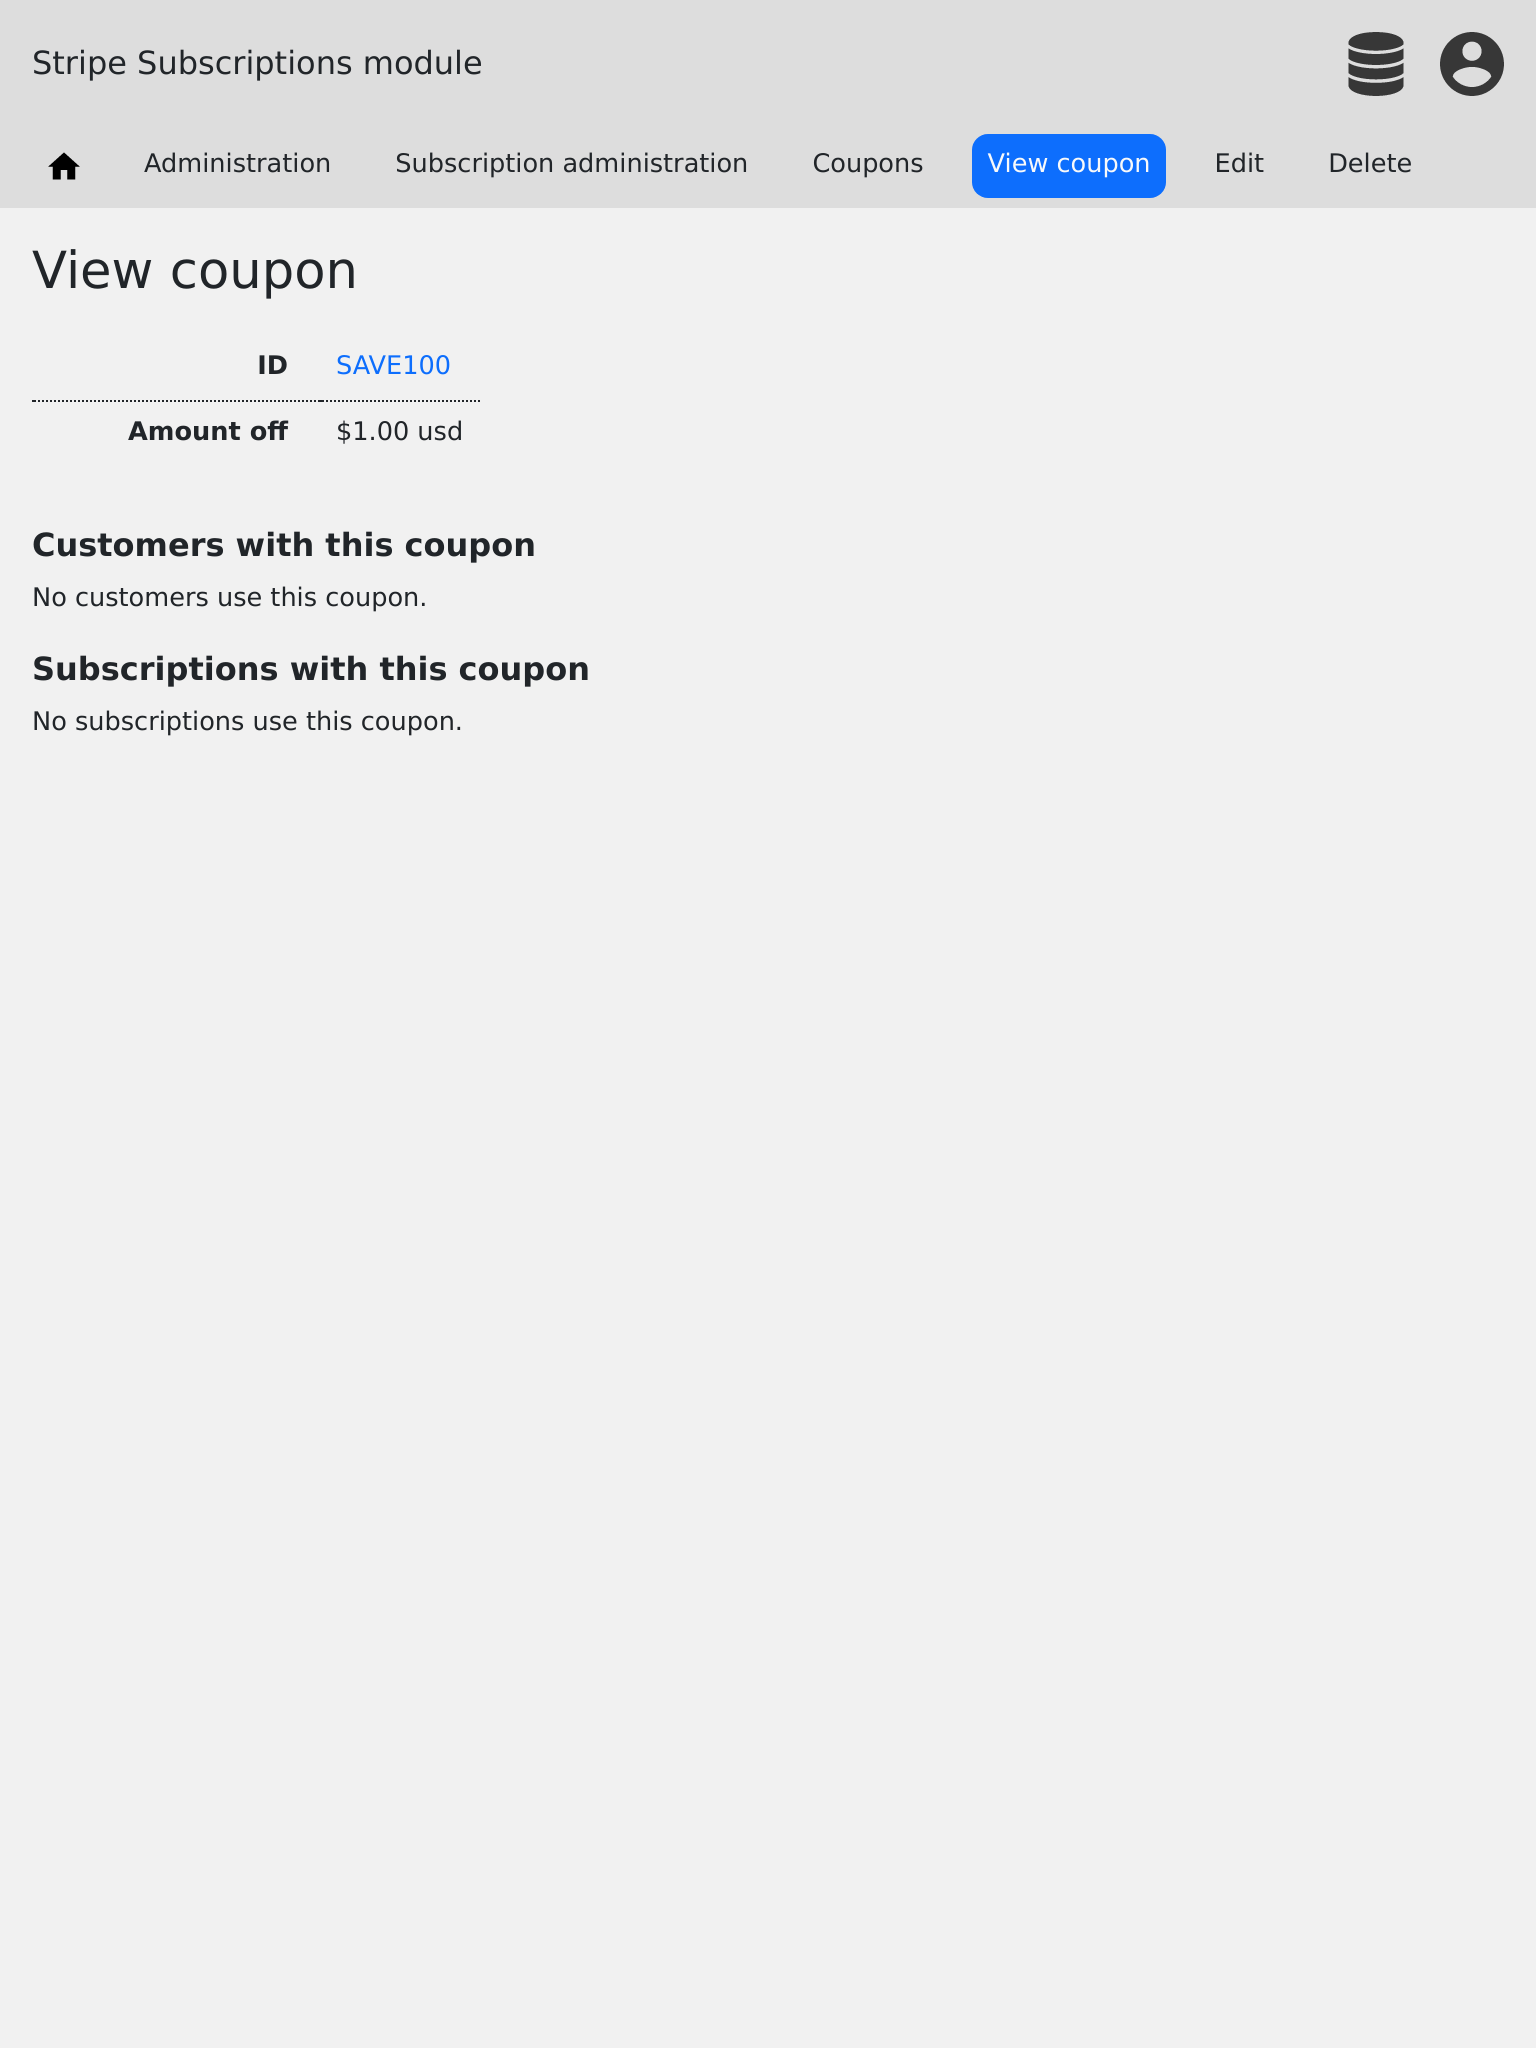 Stripe Subscriptions module
Administration Subscription administration Coupons View coupon Edit Delete
View coupon
ID SAVE100
Amount off $1.00 usd
Customers with this coupon
No customers use this coupon.
Subscriptions with this coupon
No subscriptions use this coupon.